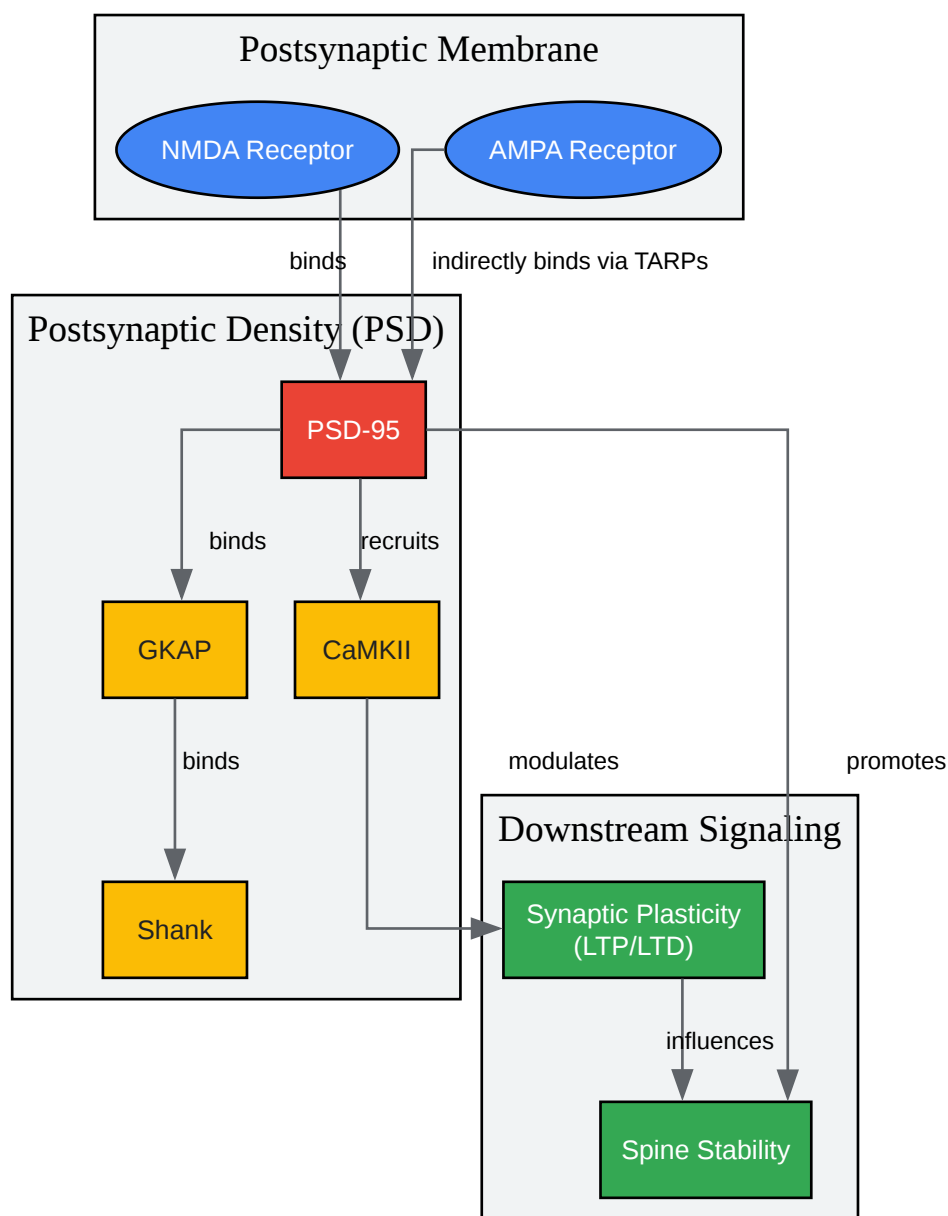 Postsynaptic Membrane
NMDA Receptor
AMPA Receptor
binds
indirectly binds via TARPs
Postsynaptic Density (PSD)
PSD-95
binds
recruits
GKAP
CaMKII
binds
modulates
promotes
Downstream Signaling
Shank
Synaptic Plasticity
(LTP/LTD)
influences
Spine Stability